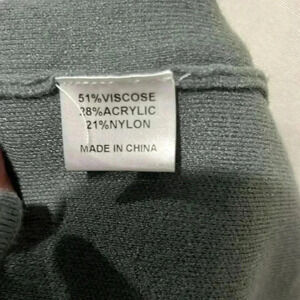 51%VISCOSE
28%ACRYLIC
21%NYLON
MADE IN CHINA